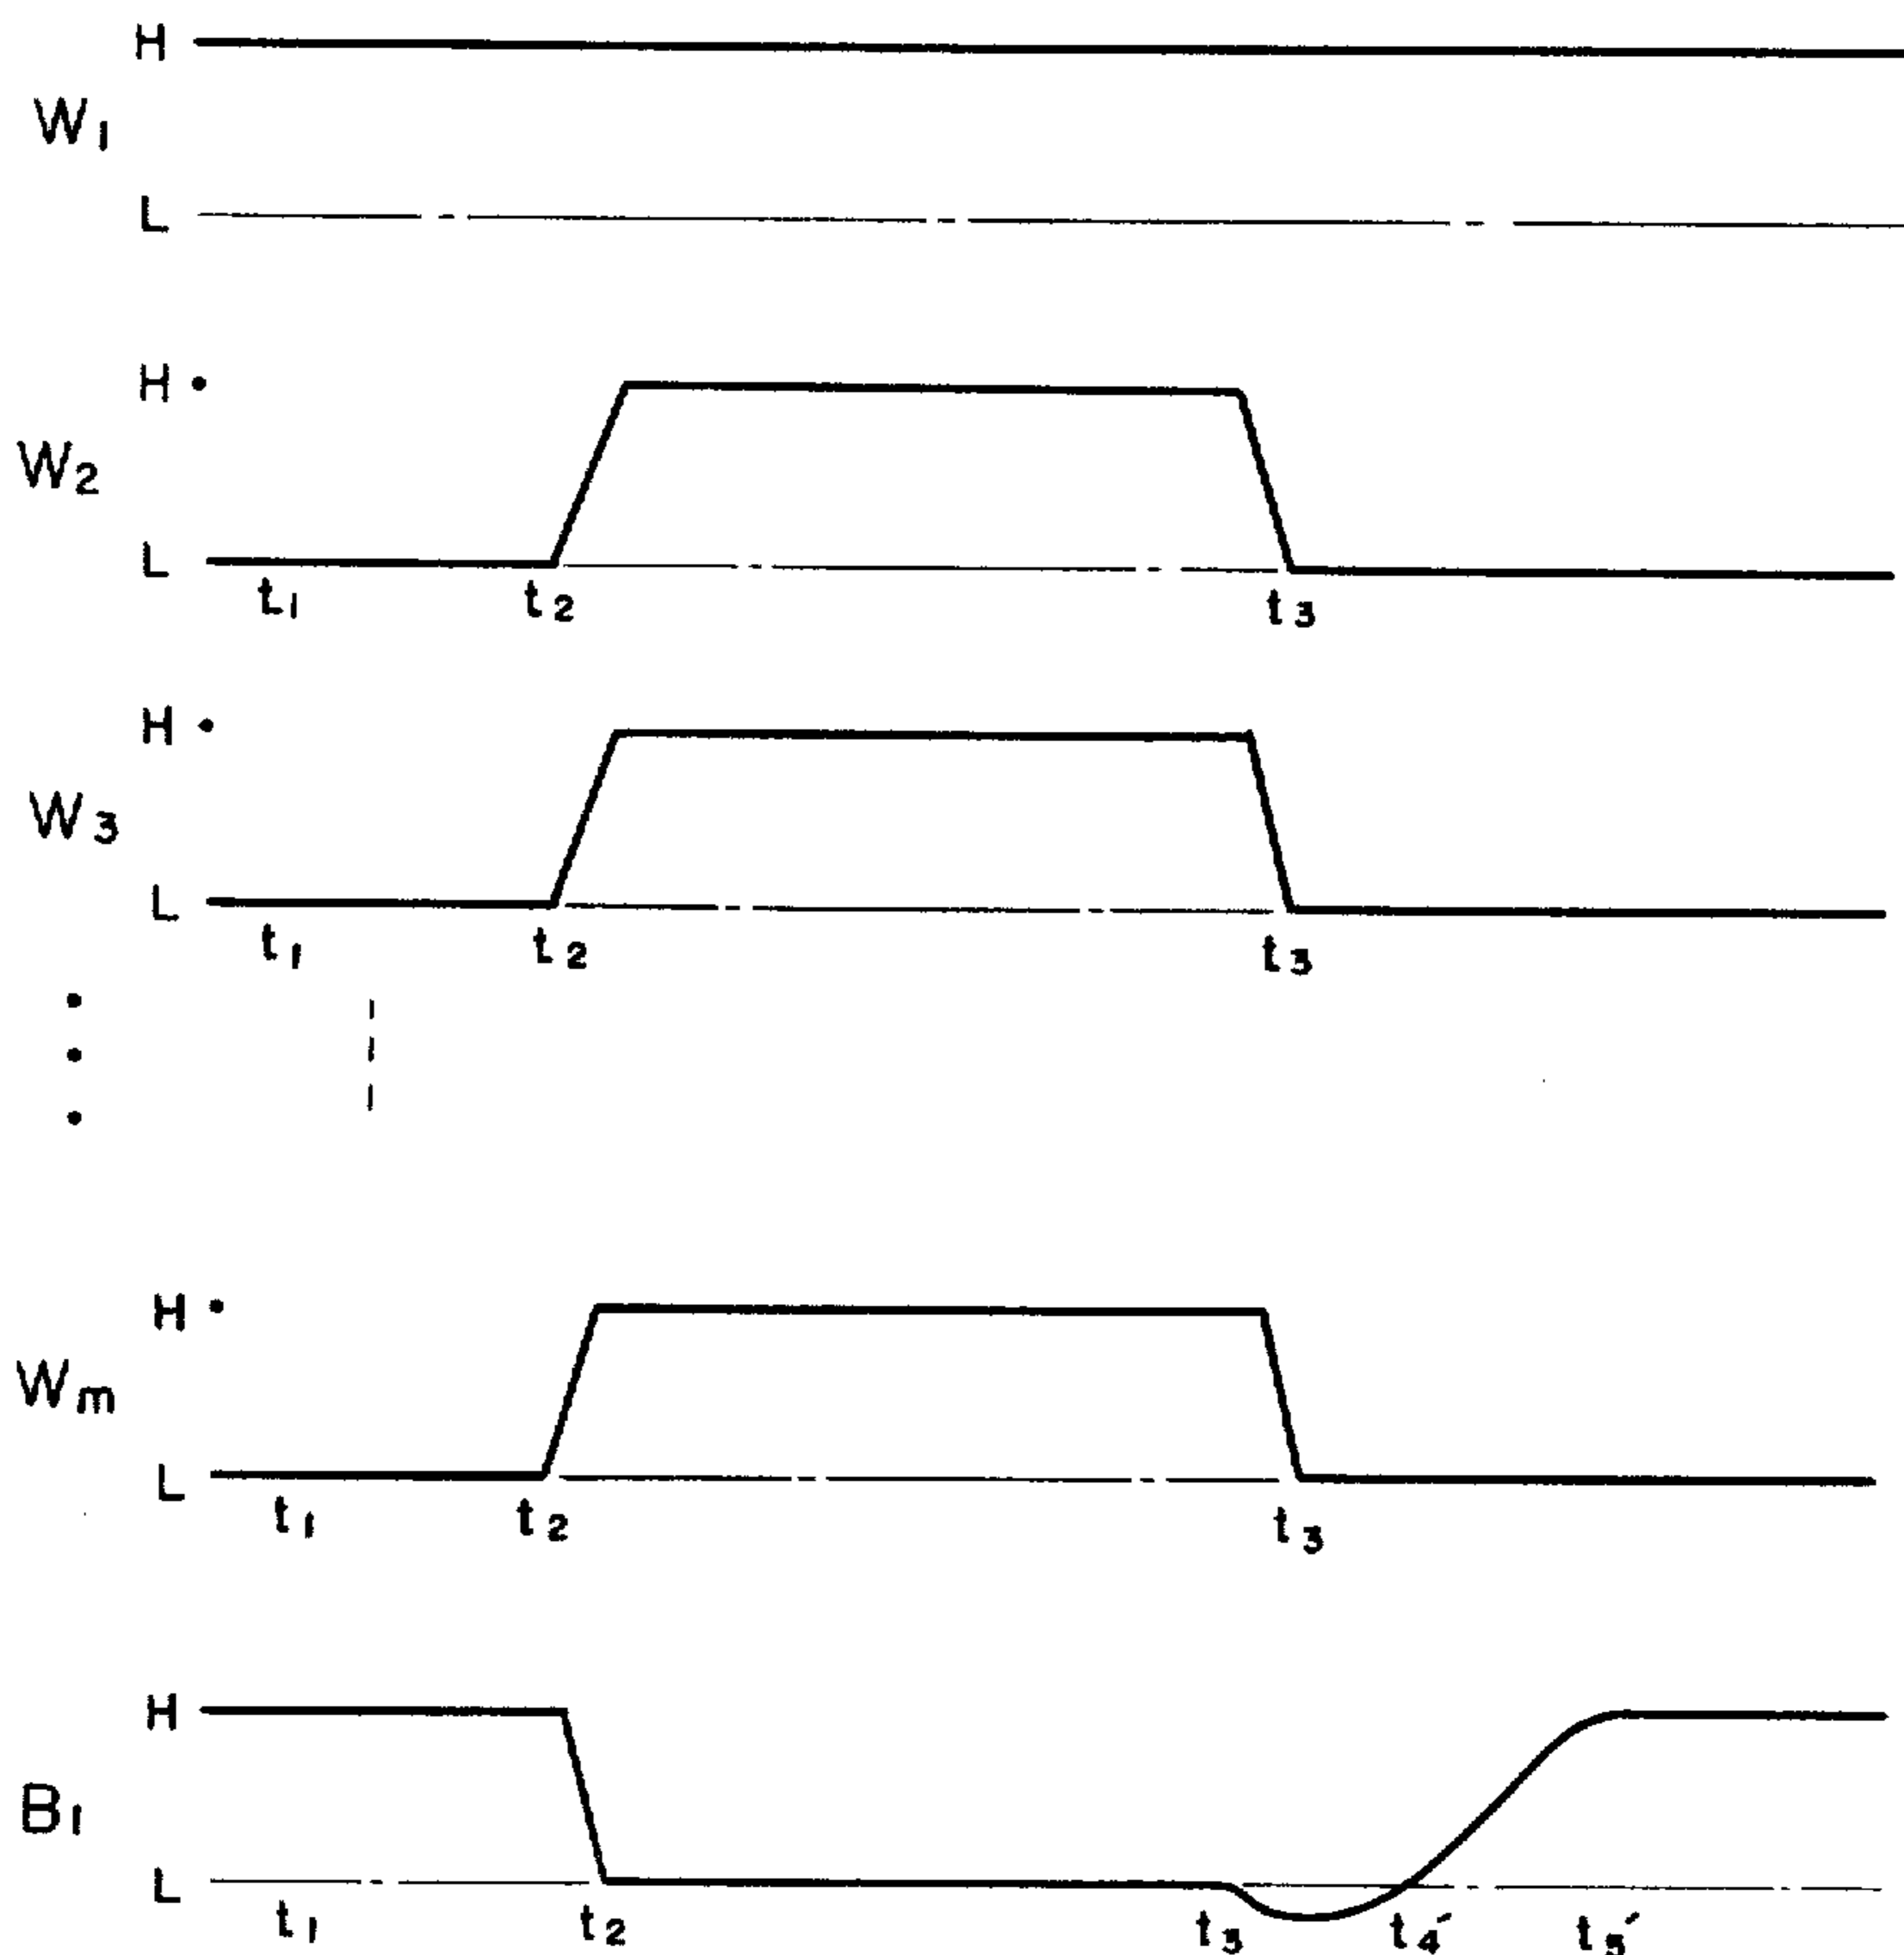 H
W₁
L
H
W₂
L
t₁ t₂ t₃
H
W₃
L
t₁ t₂ t₃
H
Wm
L
t₁ t₂ t₃
H
B₁
L
t₁ t₂ t₃ t₄′ t₅′